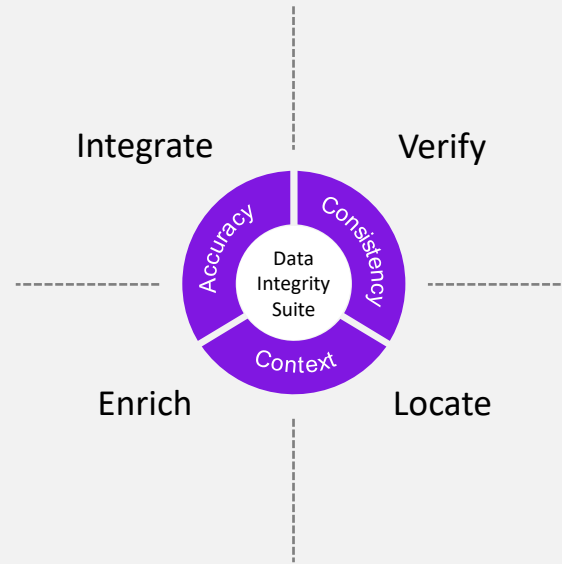 Integrate
Verify
Accuracy
Consistency
Data
Integrity
Suite
Context
Enrich
Locate